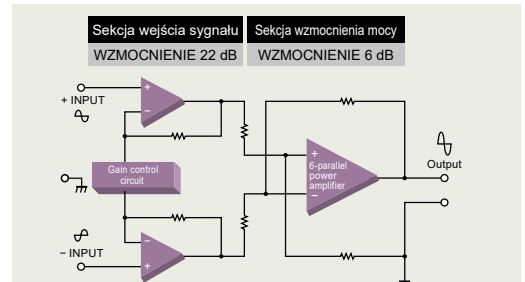 Sekcja wejścia sygnału
Sekcja wzmocnienia mocy
WZMOCNIENIE 22 dB
WZMOCNIENIE 6 dB
+ INPUT
Gain control
circuit
− INPUT
+
−
−
+
+
−
6-parallel
power
amplifier
Output